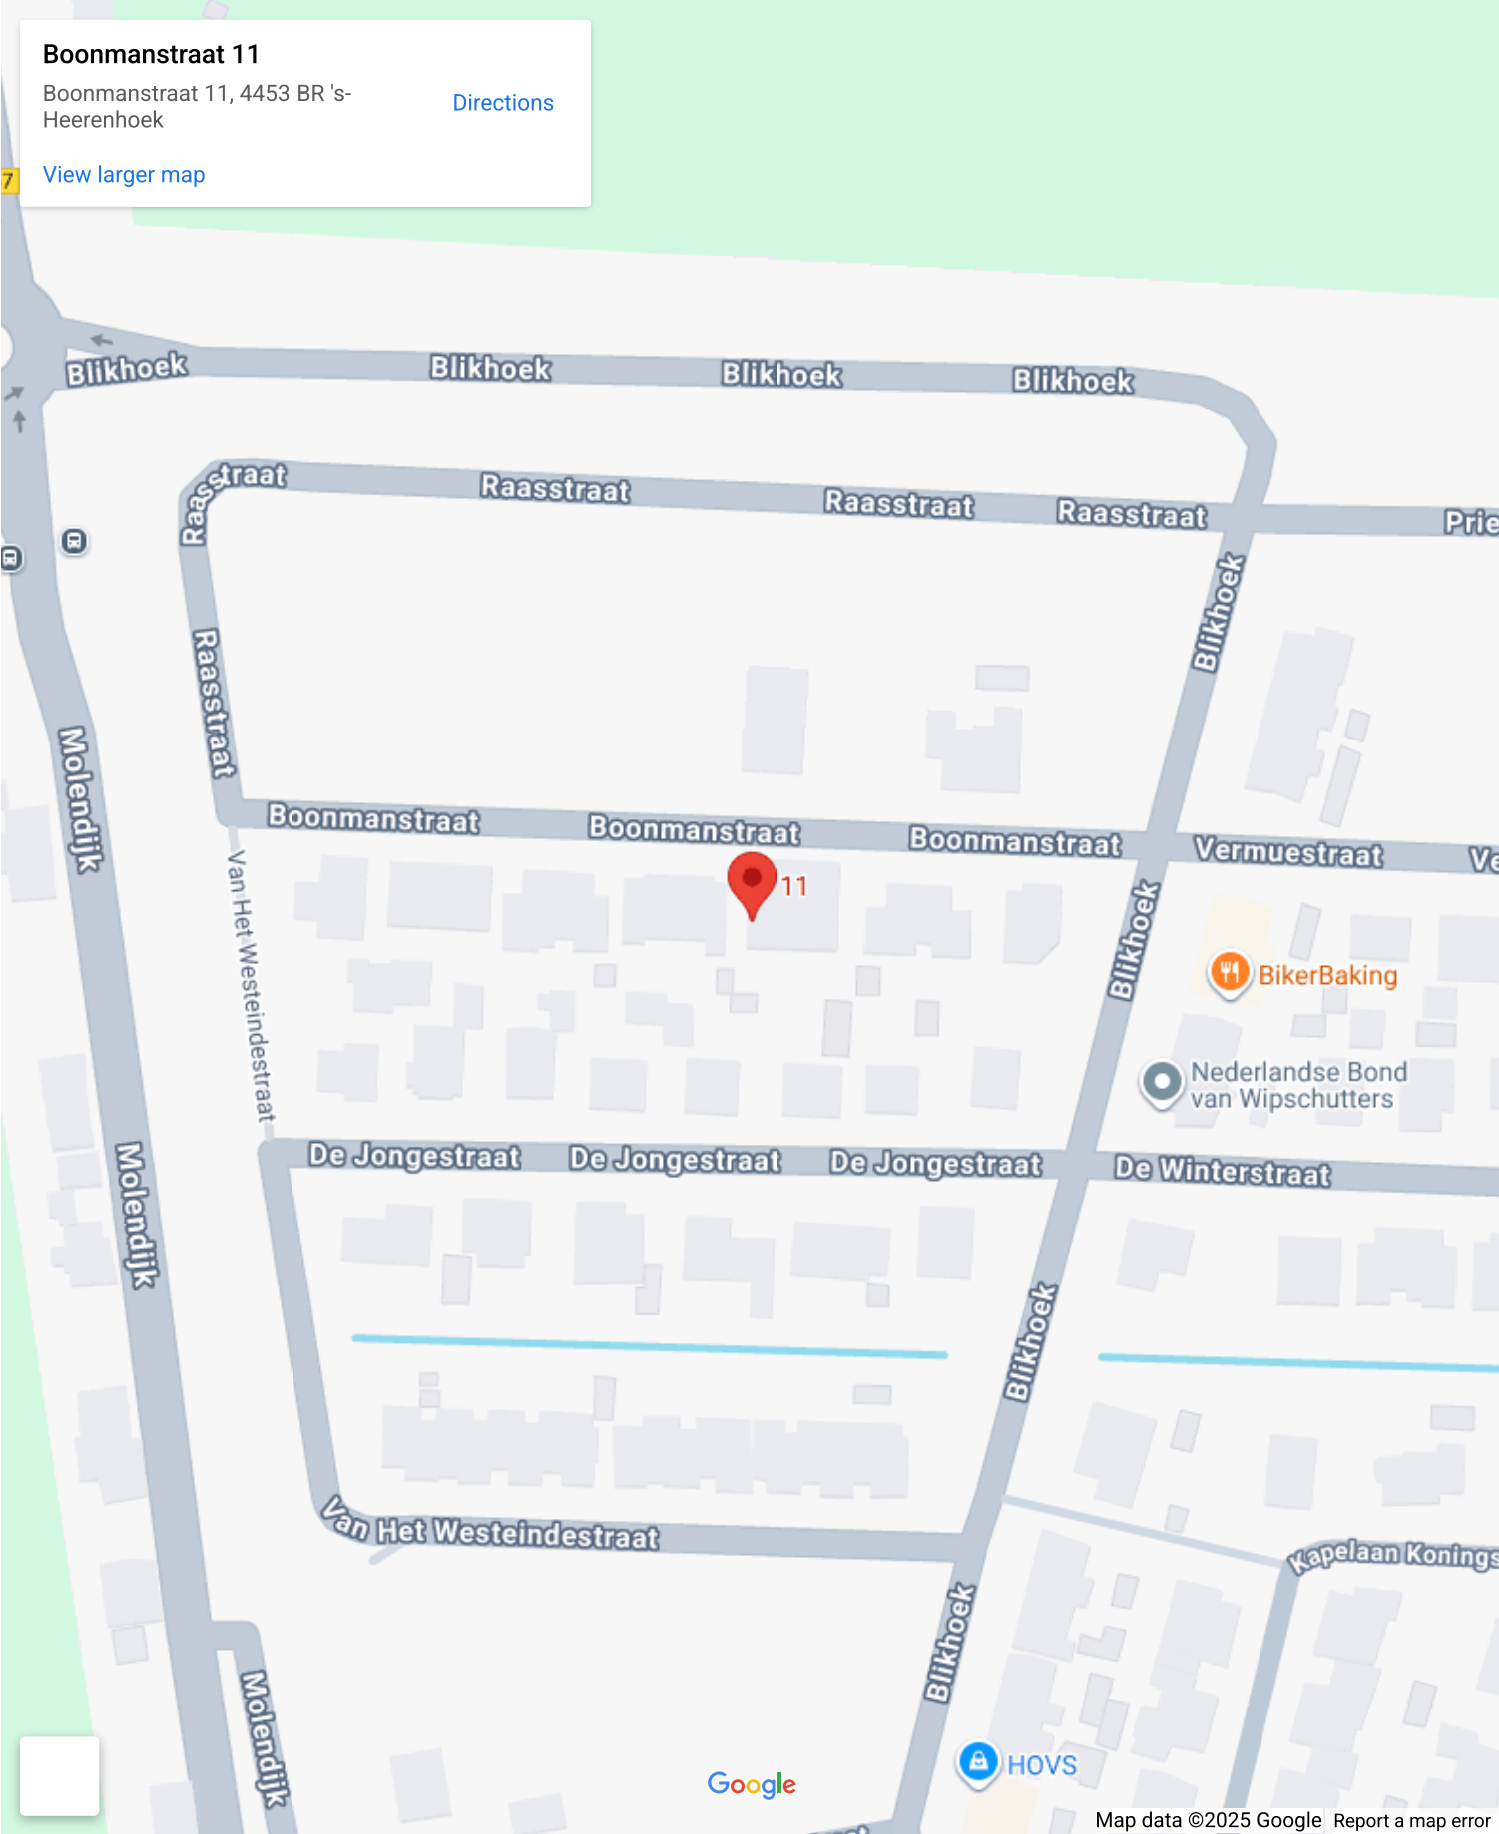 Boonmanstraat 11
Boonmanstraat 11, 4453 BR 's-
Heerenhoek
Directions
View larger map
7
Blikhoek
Blikhoek
Blikhoek
Blikhoek
Raasstraat
Raasstraat
Raasstraat
Raasstraat
Prie
Blikhoek
Raasstraat
Molendijk
Boonmanstraat
Boonmanstraat
Boonmanstraat
Vermuestraat
Ve
11
Van Het Westeindestraat
Blikhoek
BikerBaking
Nederlandse Bond
van Wipschutters
De Jongestraat
De Jongestraat
De Jongestraat
De Winterstraat
Molendijk
Blikhoek
Van Het Westeindestraat
Kapelaan Konings
Blikhoek
Molendijk
HOVS
Google
Map data ©2025 Google
Report a map error